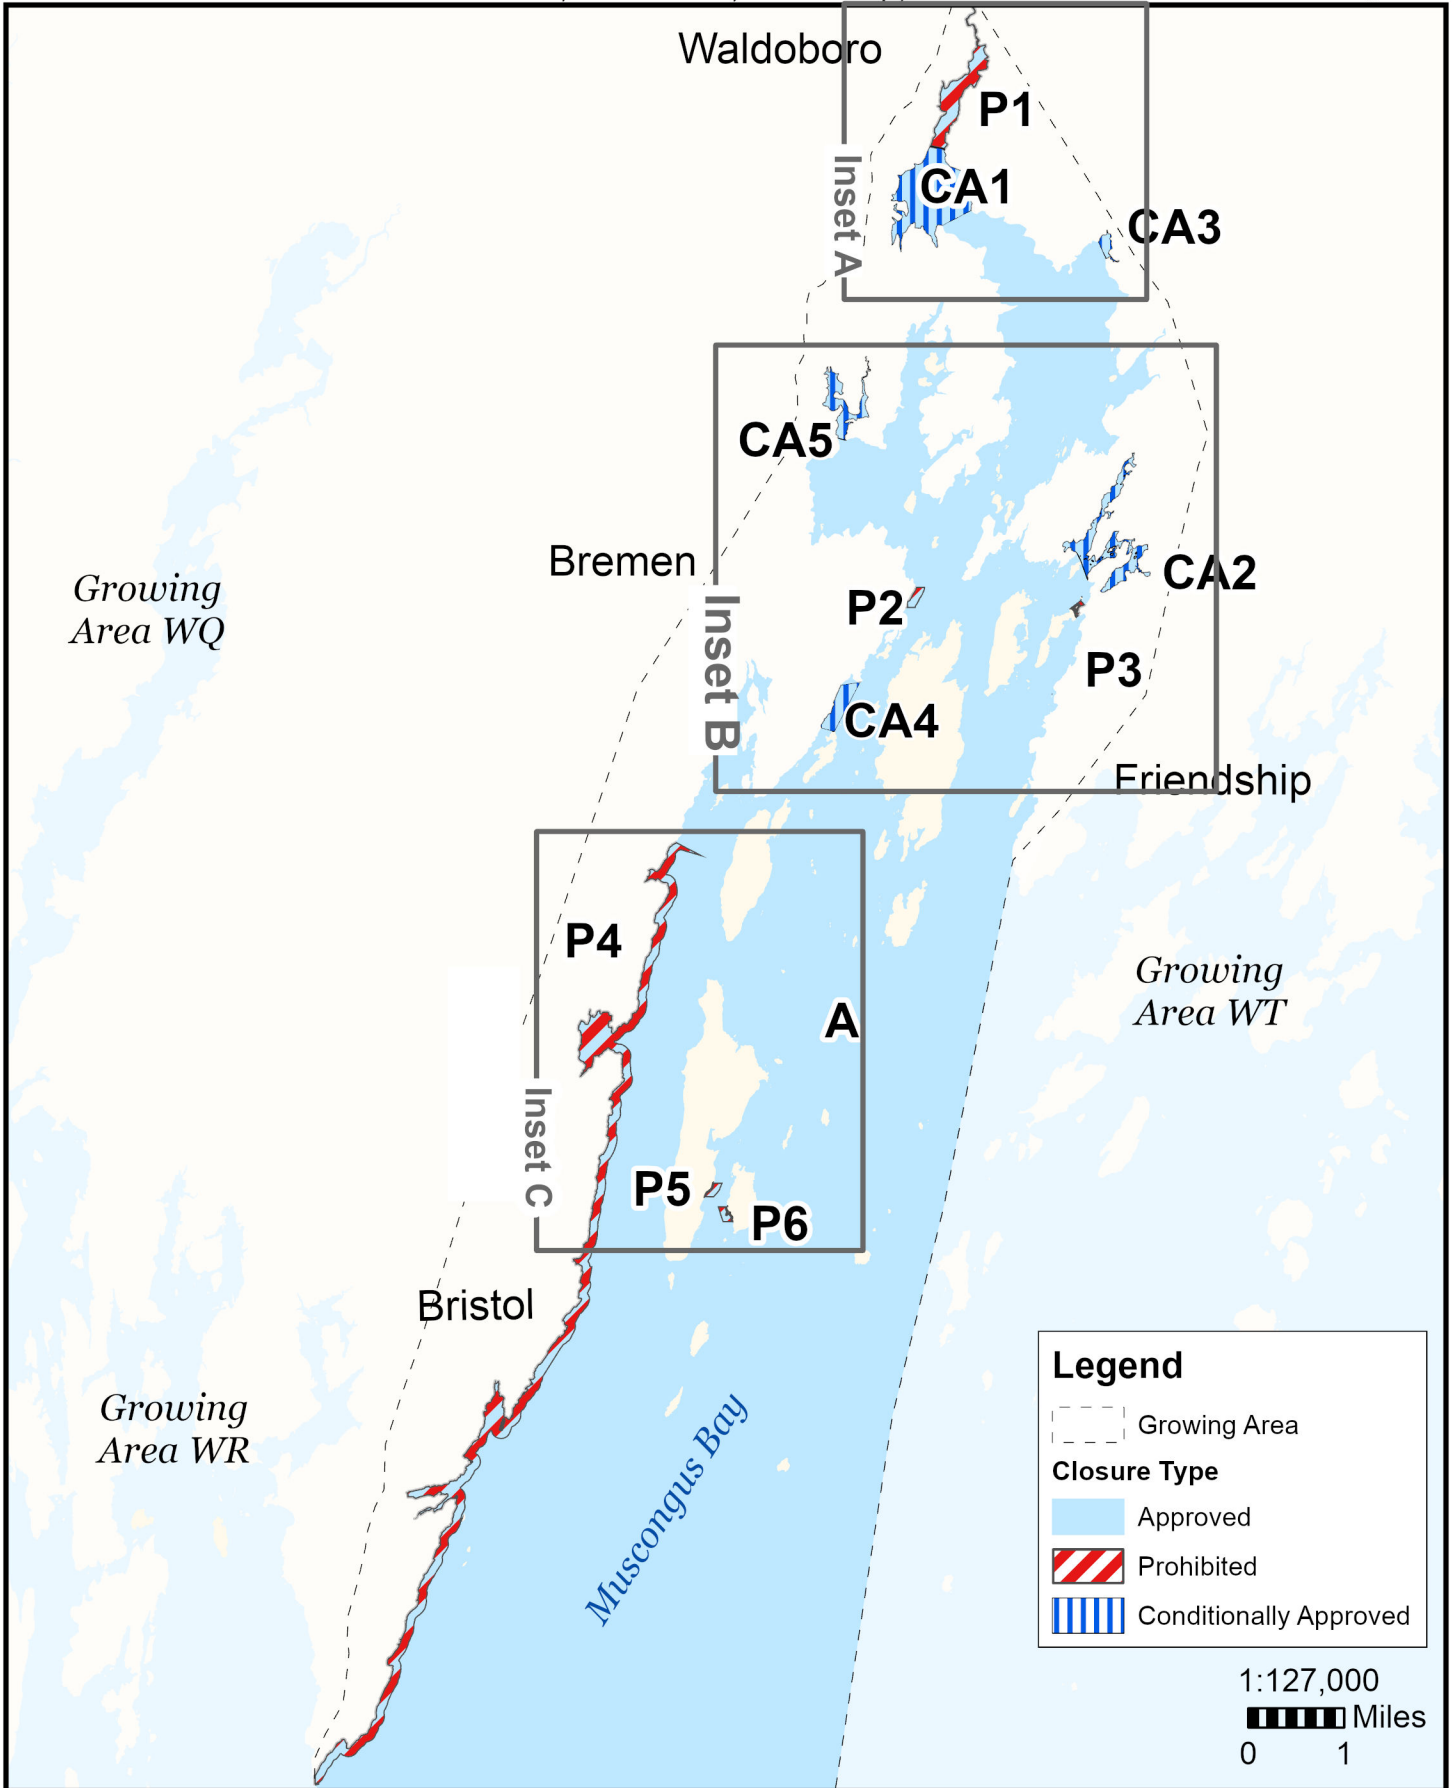 Waldoboro
P1
Inset A
CA1
CA3
CA5
Bremen
CA2
Growing
Area WQ
Inset B
P2
P3
CA4
Friendship
P4
Growing
Area WT
A
Inset C
P5
P6
Bristol
Growing
Area WR
Muscongus Bay
Legend
Growing Area
Closure Type
Approved
Prohibited
Conditionally Approved
1:127,000
Miles
0 1